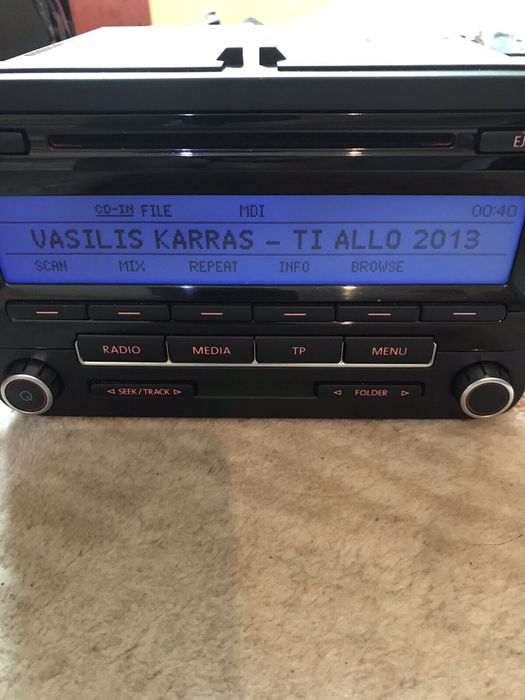 EJ
CD-IN FILE MDI 00:40
VASILIS KARRAS – TI ALLO 2013
SCAN MIX REPEAT INFO BROWSE
RADIO MEDIA TP MENU
◁ SEEK/TRACK ▷ ◁ FOLDER ▷